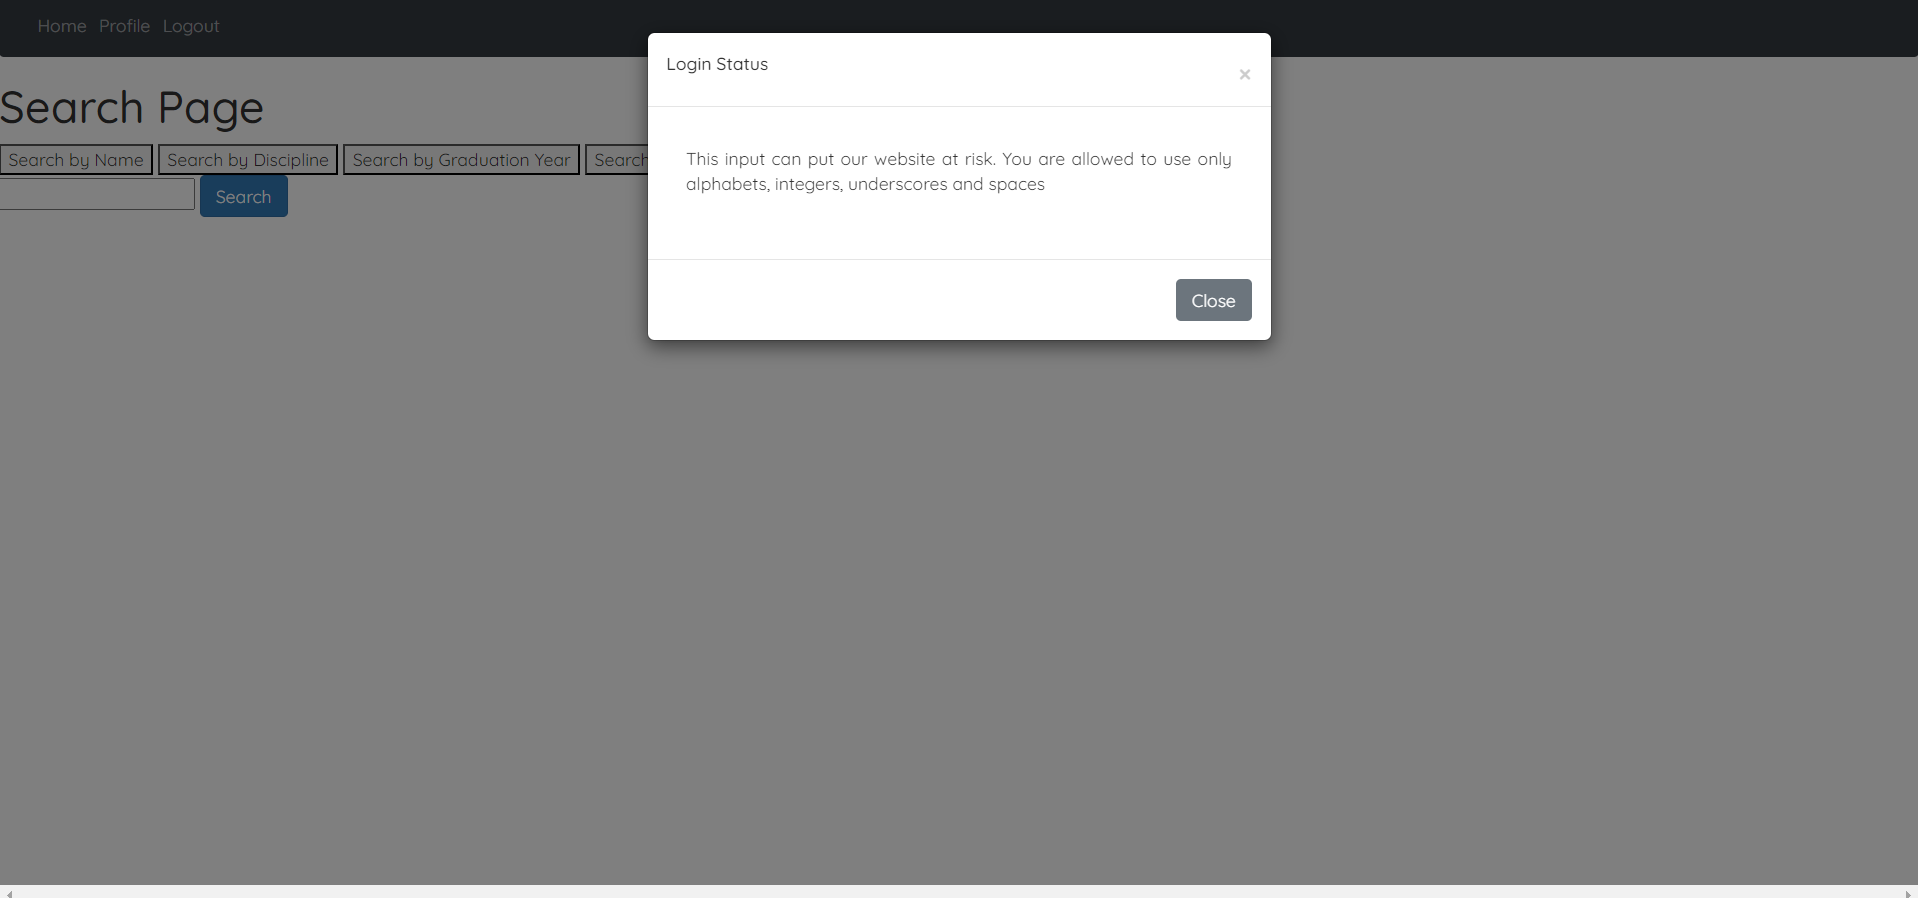 Home Profile Logout
Login Status
×
Search Page
Search by Name Search by Discipline Search by Graduation Year Search
This input can put our website at risk. You are allowed to use only
alphabets, integers, underscores and spaces
Search
Close